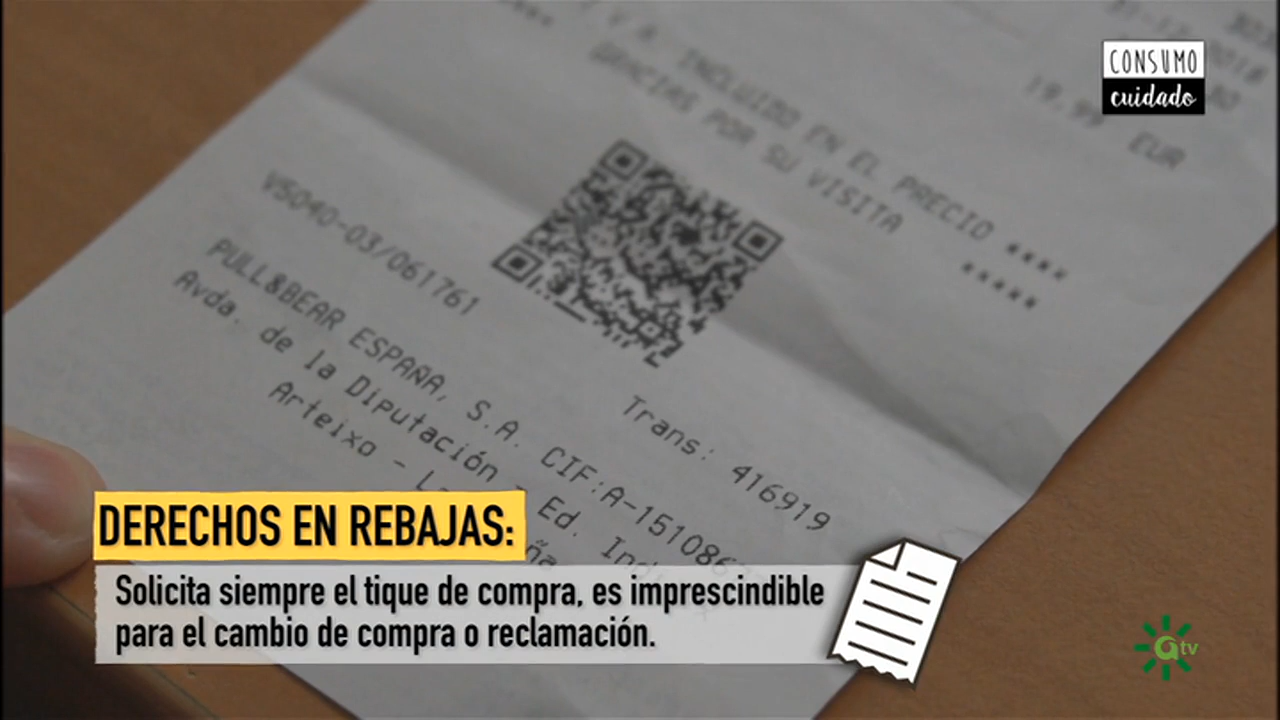 CONSUMO
cuidado
19,99 EUR
I.V.A. INCLUIDO EN EL PRECIO ****
GRACIAS POR SU VISITA *****
V5040-03/061761
Trans: 416919
PULL&BEAR ESPAÑA, S.A. CIF:A-15108
Avda. de la Diputación - Ed.
Arteixo -
DERECHOS EN REBAJAS:
Solicita siempre el tique de compra, es imprescindible
para el cambio de compra o reclamación.
tv